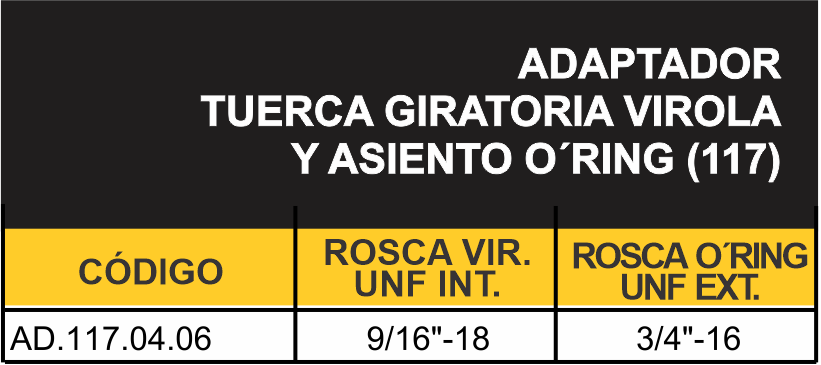 ADAPTADOR
TUERCA GIRATORIA VIROLA
Y ASIENTO O´RING (117)
CÓDIGO
ROSCA VIR.
UNF INT.
ROSCA O´RING
UNF EXT.
AD.117.04.06
9/16"-18
3/4"-16